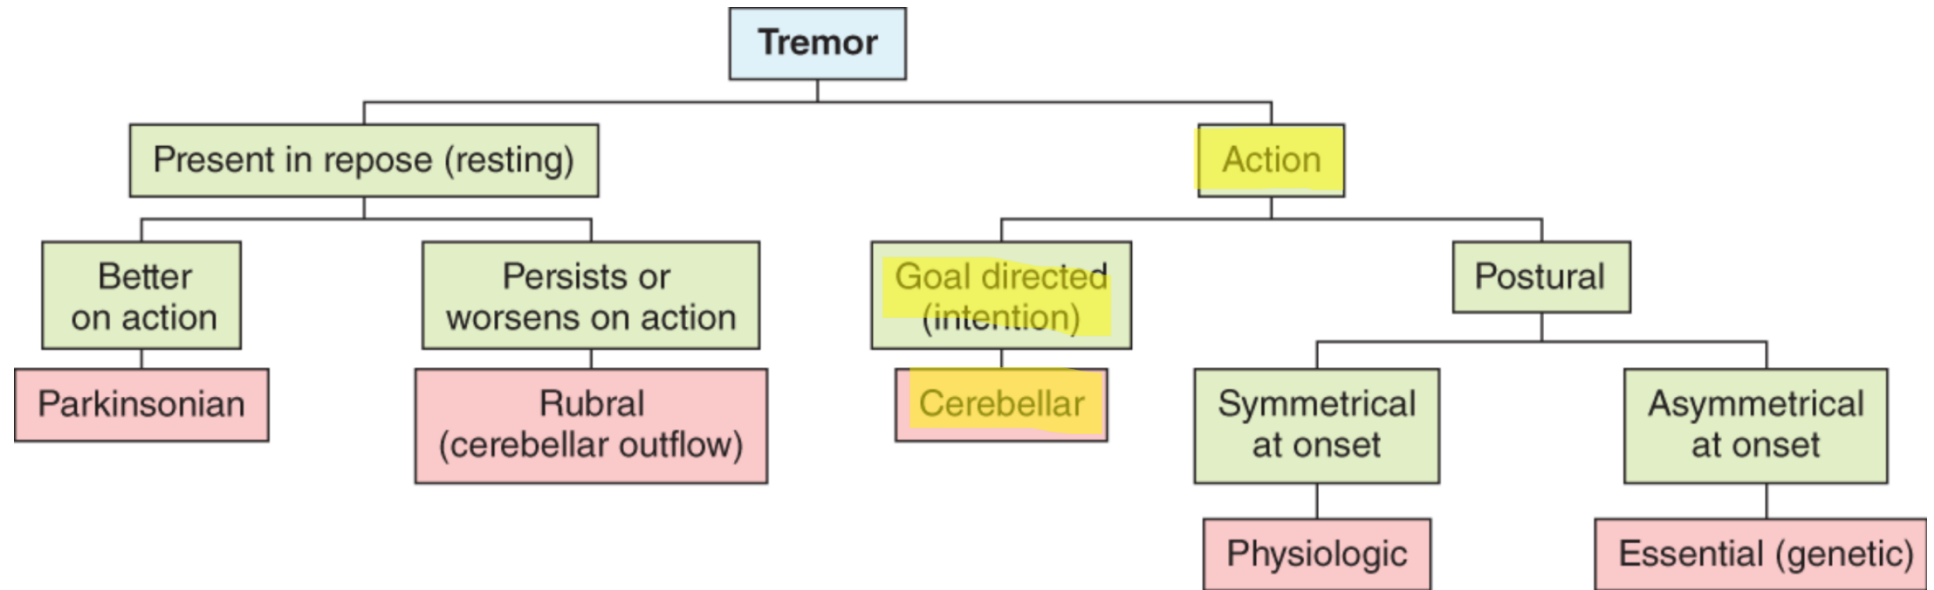 Tremor
Present in repose (resting)
Action
Better
on action
Persists or
worsens on action
Goal directed
(intention)
Postural
Parkinsonian
Rubral
(cerebellar outflow)
Cerebellar
Symmetrical
at onset
Asymmetrical
at onset
Physiologic
Essential (genetic)